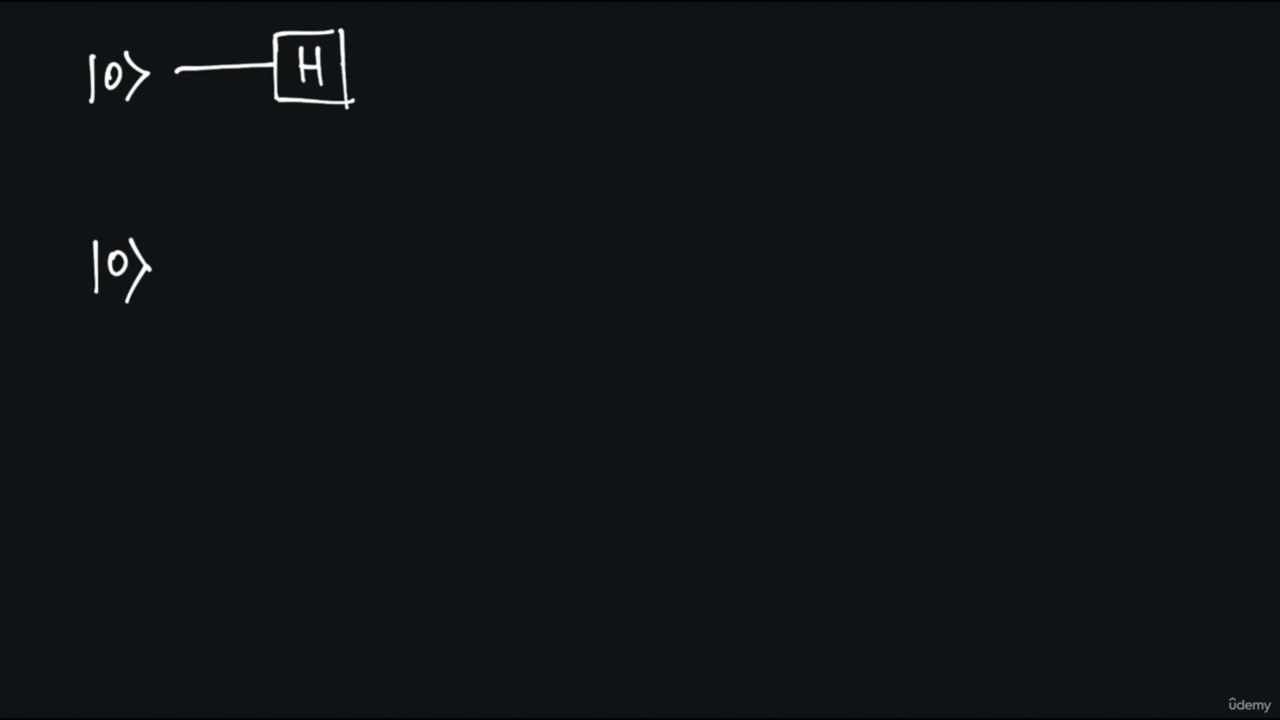 |0⟩ H
|0⟩
ûdemy